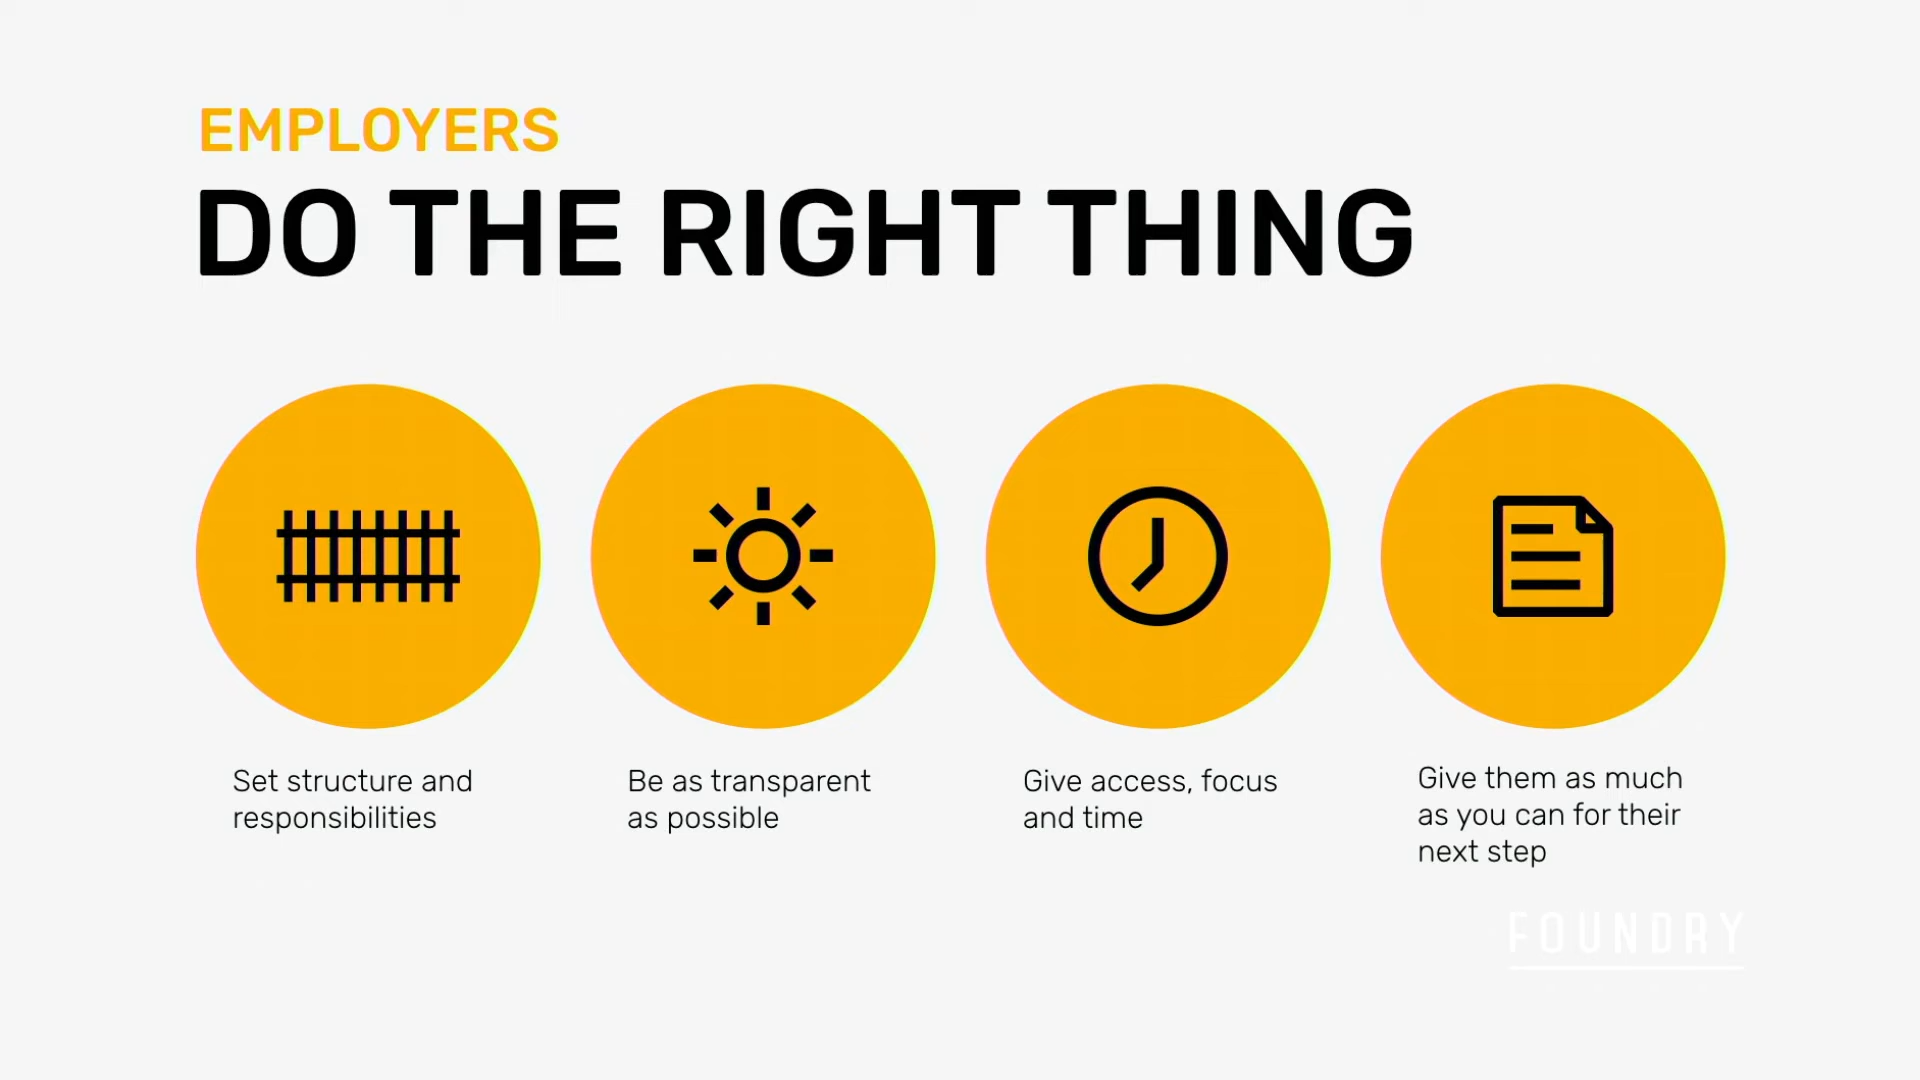 EMPLOYERS
DO THE RIGHT THING
Set structure and
responsibilities
Be as transparent
as possible
Give access, focus
and time
Give them as much
as you can for their
next step
FOUNDRY